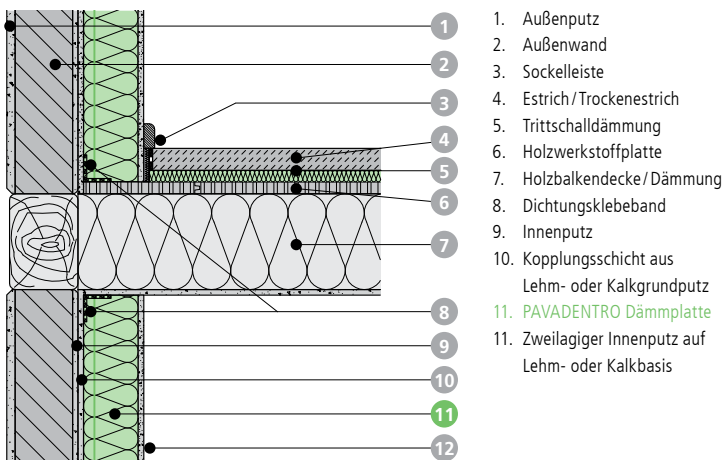 1
2
3
4
5
6
7
8
9
10
11
12
1. Außenputz
2. Außenwand
3. Sockelleiste
4. Estrich/Trockenestrich
5. Trittschalldämmung
6. Holzwerkstoffplatte
7. Holzbalkendecke/Dämmung
8. Dichtungsklebeband
9. Innenputz
10. Kopplungsschicht aus
Lehm- oder Kalkgrundputz
11. PAVADENTRO Dämmplatte
11. Zweilagiger Innenputz auf
Lehm- oder Kalkbasis